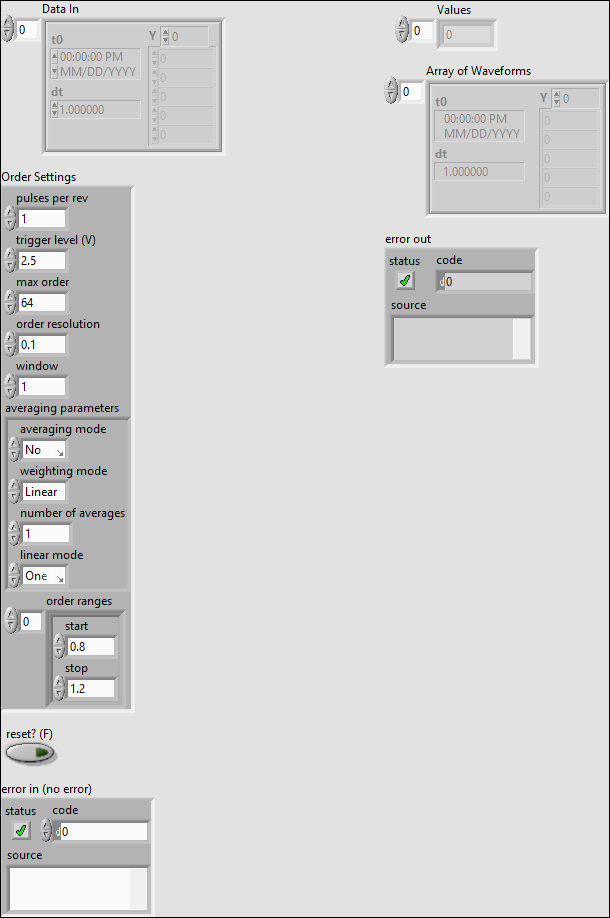 Data In
0
t0
00:00:00 PM
MM/DD/YYYY
dt
1.000000
Y
0
0
0
0
0
0
Order Settings
pulses per rev
1
trigger level (V)
2.5
max order
64
order resolution
0.1
window
1
averaging parameters
averaging mode
No
weighting mode
Linear
number of averages
1
linear mode
One
order ranges
0
start
0.8
stop
1.2
reset? (F)
error in (no error)
status
code
d0
source
Values
0
0
Array of Waveforms
0
t0
00:00:00 PM
MM/DD/YYYY
dt
1.000000
Y
0
0
0
0
0
0
error out
status
code
d0
source